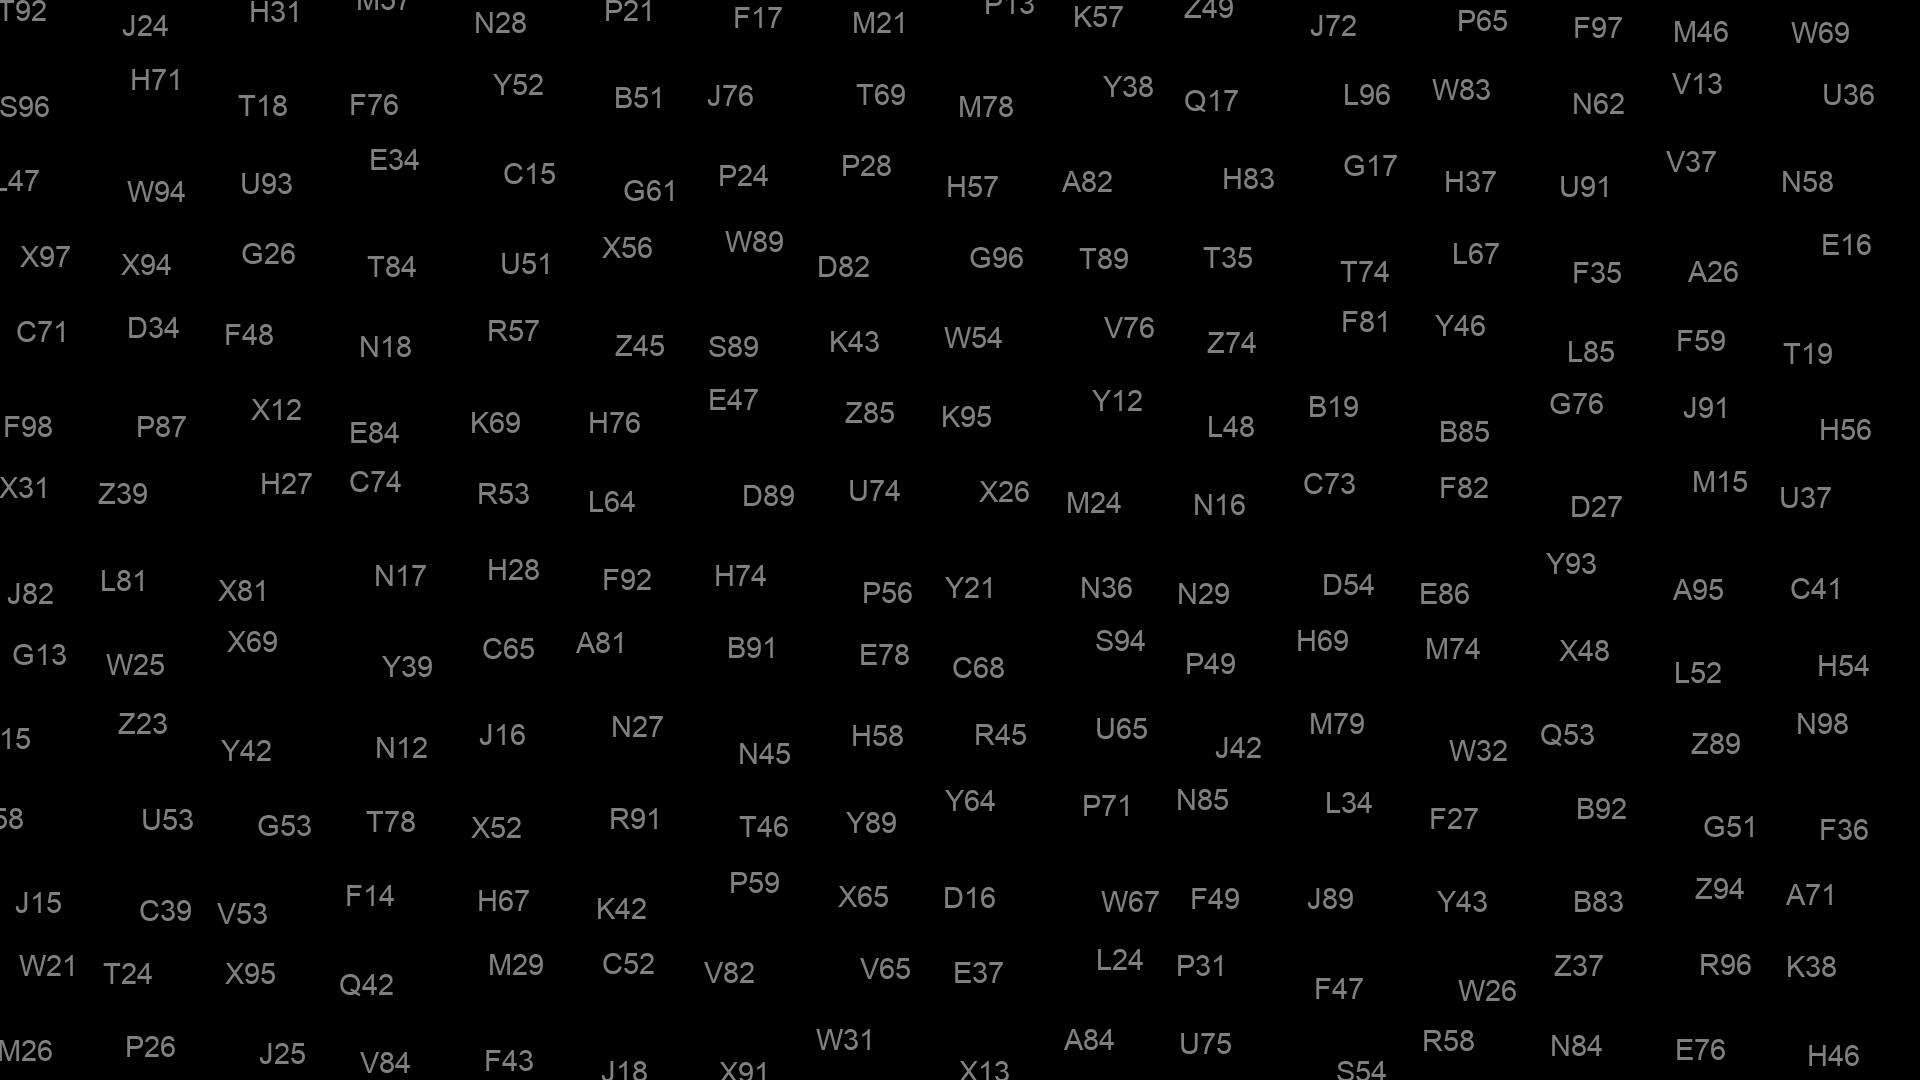 T92 J24 H31 M37 N28 P21 F17 M21 P13 K57 Z49 J72 P65 F97 M46 W69
S96 H71 T18 F76 Y52 B51 J76 T69 M78 Y38 Q17 L96 W83 N62 V13 U36
L47 W94 U93 E34 C15 G61 P24 P28 H57 A82 H83 G17 H37 U91 V37 N58
X97 X94 G26 T84 U51 X56 W89 D82 G96 T89 T35 T74 L67 F35 A26 E16
C71 D34 F48 N18 R57 Z45 S89 K43 W54 V76 Z74 F81 Y46 L85 F59 T19
F98 P87 X12 E84 K69 H76 E47 Z85 K95 Y12 L48 B19 B85 G76 J91 H56
X31 Z39 H27 C74 R53 L64 D89 U74 X26 M24 N16 C73 F82 D27 M15 U37
J82 L81 X81 N17 H28 F92 H74 P56 Y21 N36 N29 D54 E86 Y93 A95 C41
G13 W25 X69 Y39 C65 A81 B91 E78 C68 S94 P49 H69 M74 X48 L52 H54
15 Z23 Y42 N12 J16 N27 N45 H58 R45 U65 J42 M79 W32 Q53 Z89 N98
58 U53 G53 T78 X52 R91 T46 Y89 Y64 P71 N85 L34 F27 B92 G51 F36
J15 C39 V53 F14 H67 K42 P59 X65 D16 W67 F49 J89 Y43 B83 Z94 A71
W21 T24 X95 Q42 M29 C52 V82 V65 E37 L24 P31 F47 W26 Z37 R96 K38
M26 P26 J25 V84 F43 J18 X91 W31 X13 A84 U75 S54 R58 N84 E76 H46